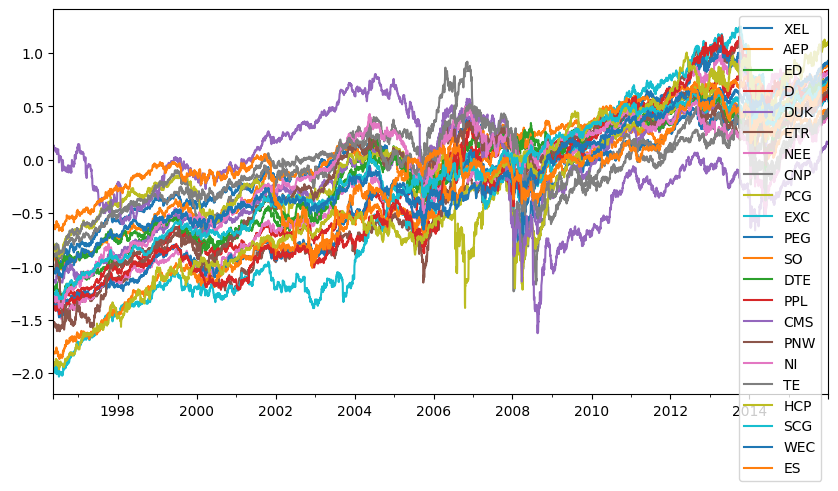 1.0
0.5
0.0
−0.5
−1.0
−1.5
−2.0
1998 2000 2002 2004 2006 2008 2010 2012 2014
XEL
AEP
ED
D
DUK
ETR
NEE
CNP
PCG
EXC
PEG
SO
DTE
PPL
CMS
PNW
NI
TE
HCP
SCG
WEC
ES